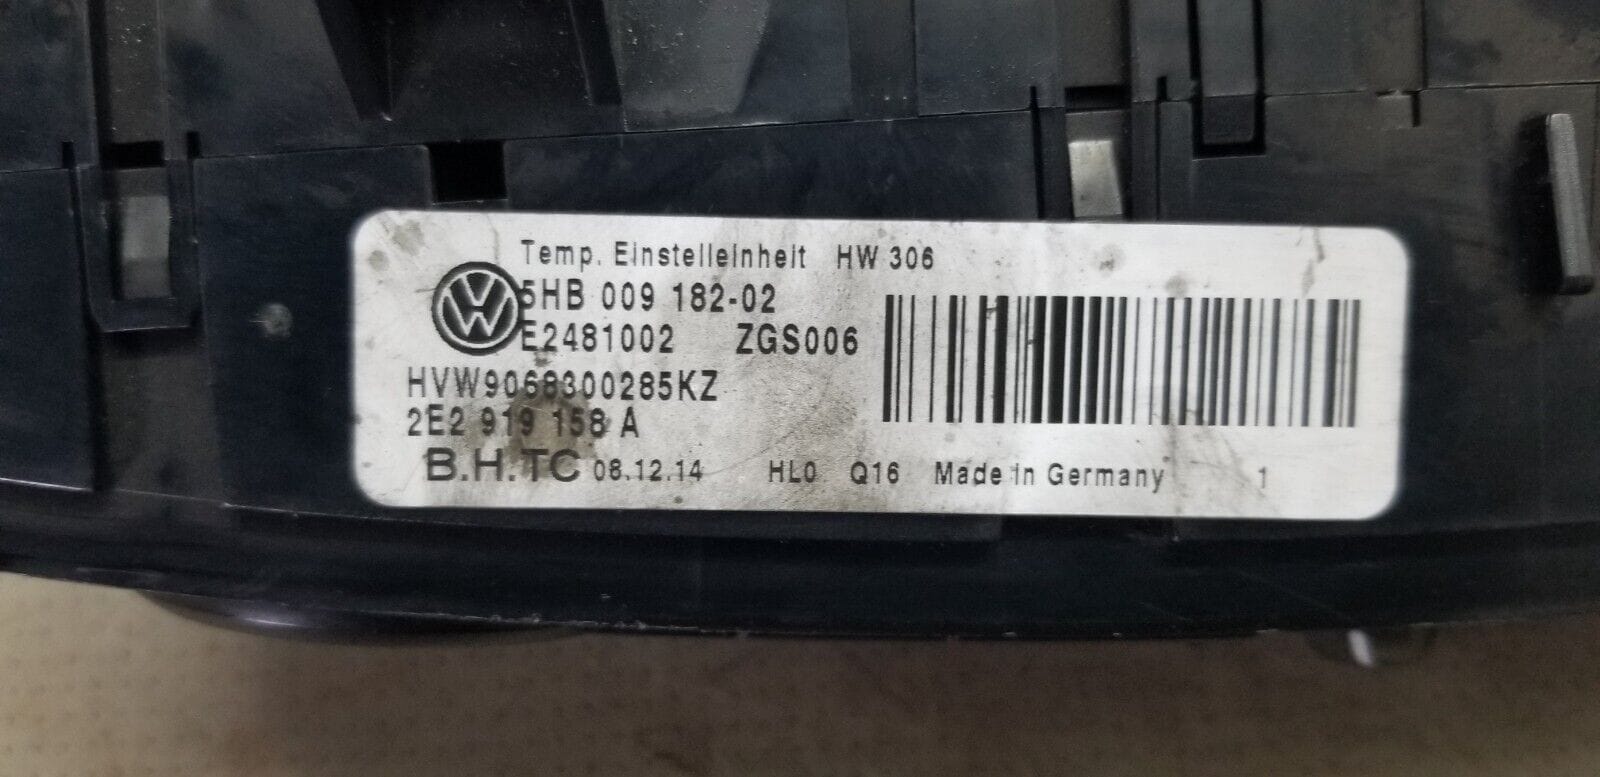 Temp. Einstelleinheit HW 306
5HB 009 182-02
E2481002 ZGS006
HVW9068300285KZ
2E2 919 158 A
B.H.TC 08.12.14 HL0 Q16 Made in Germany 1